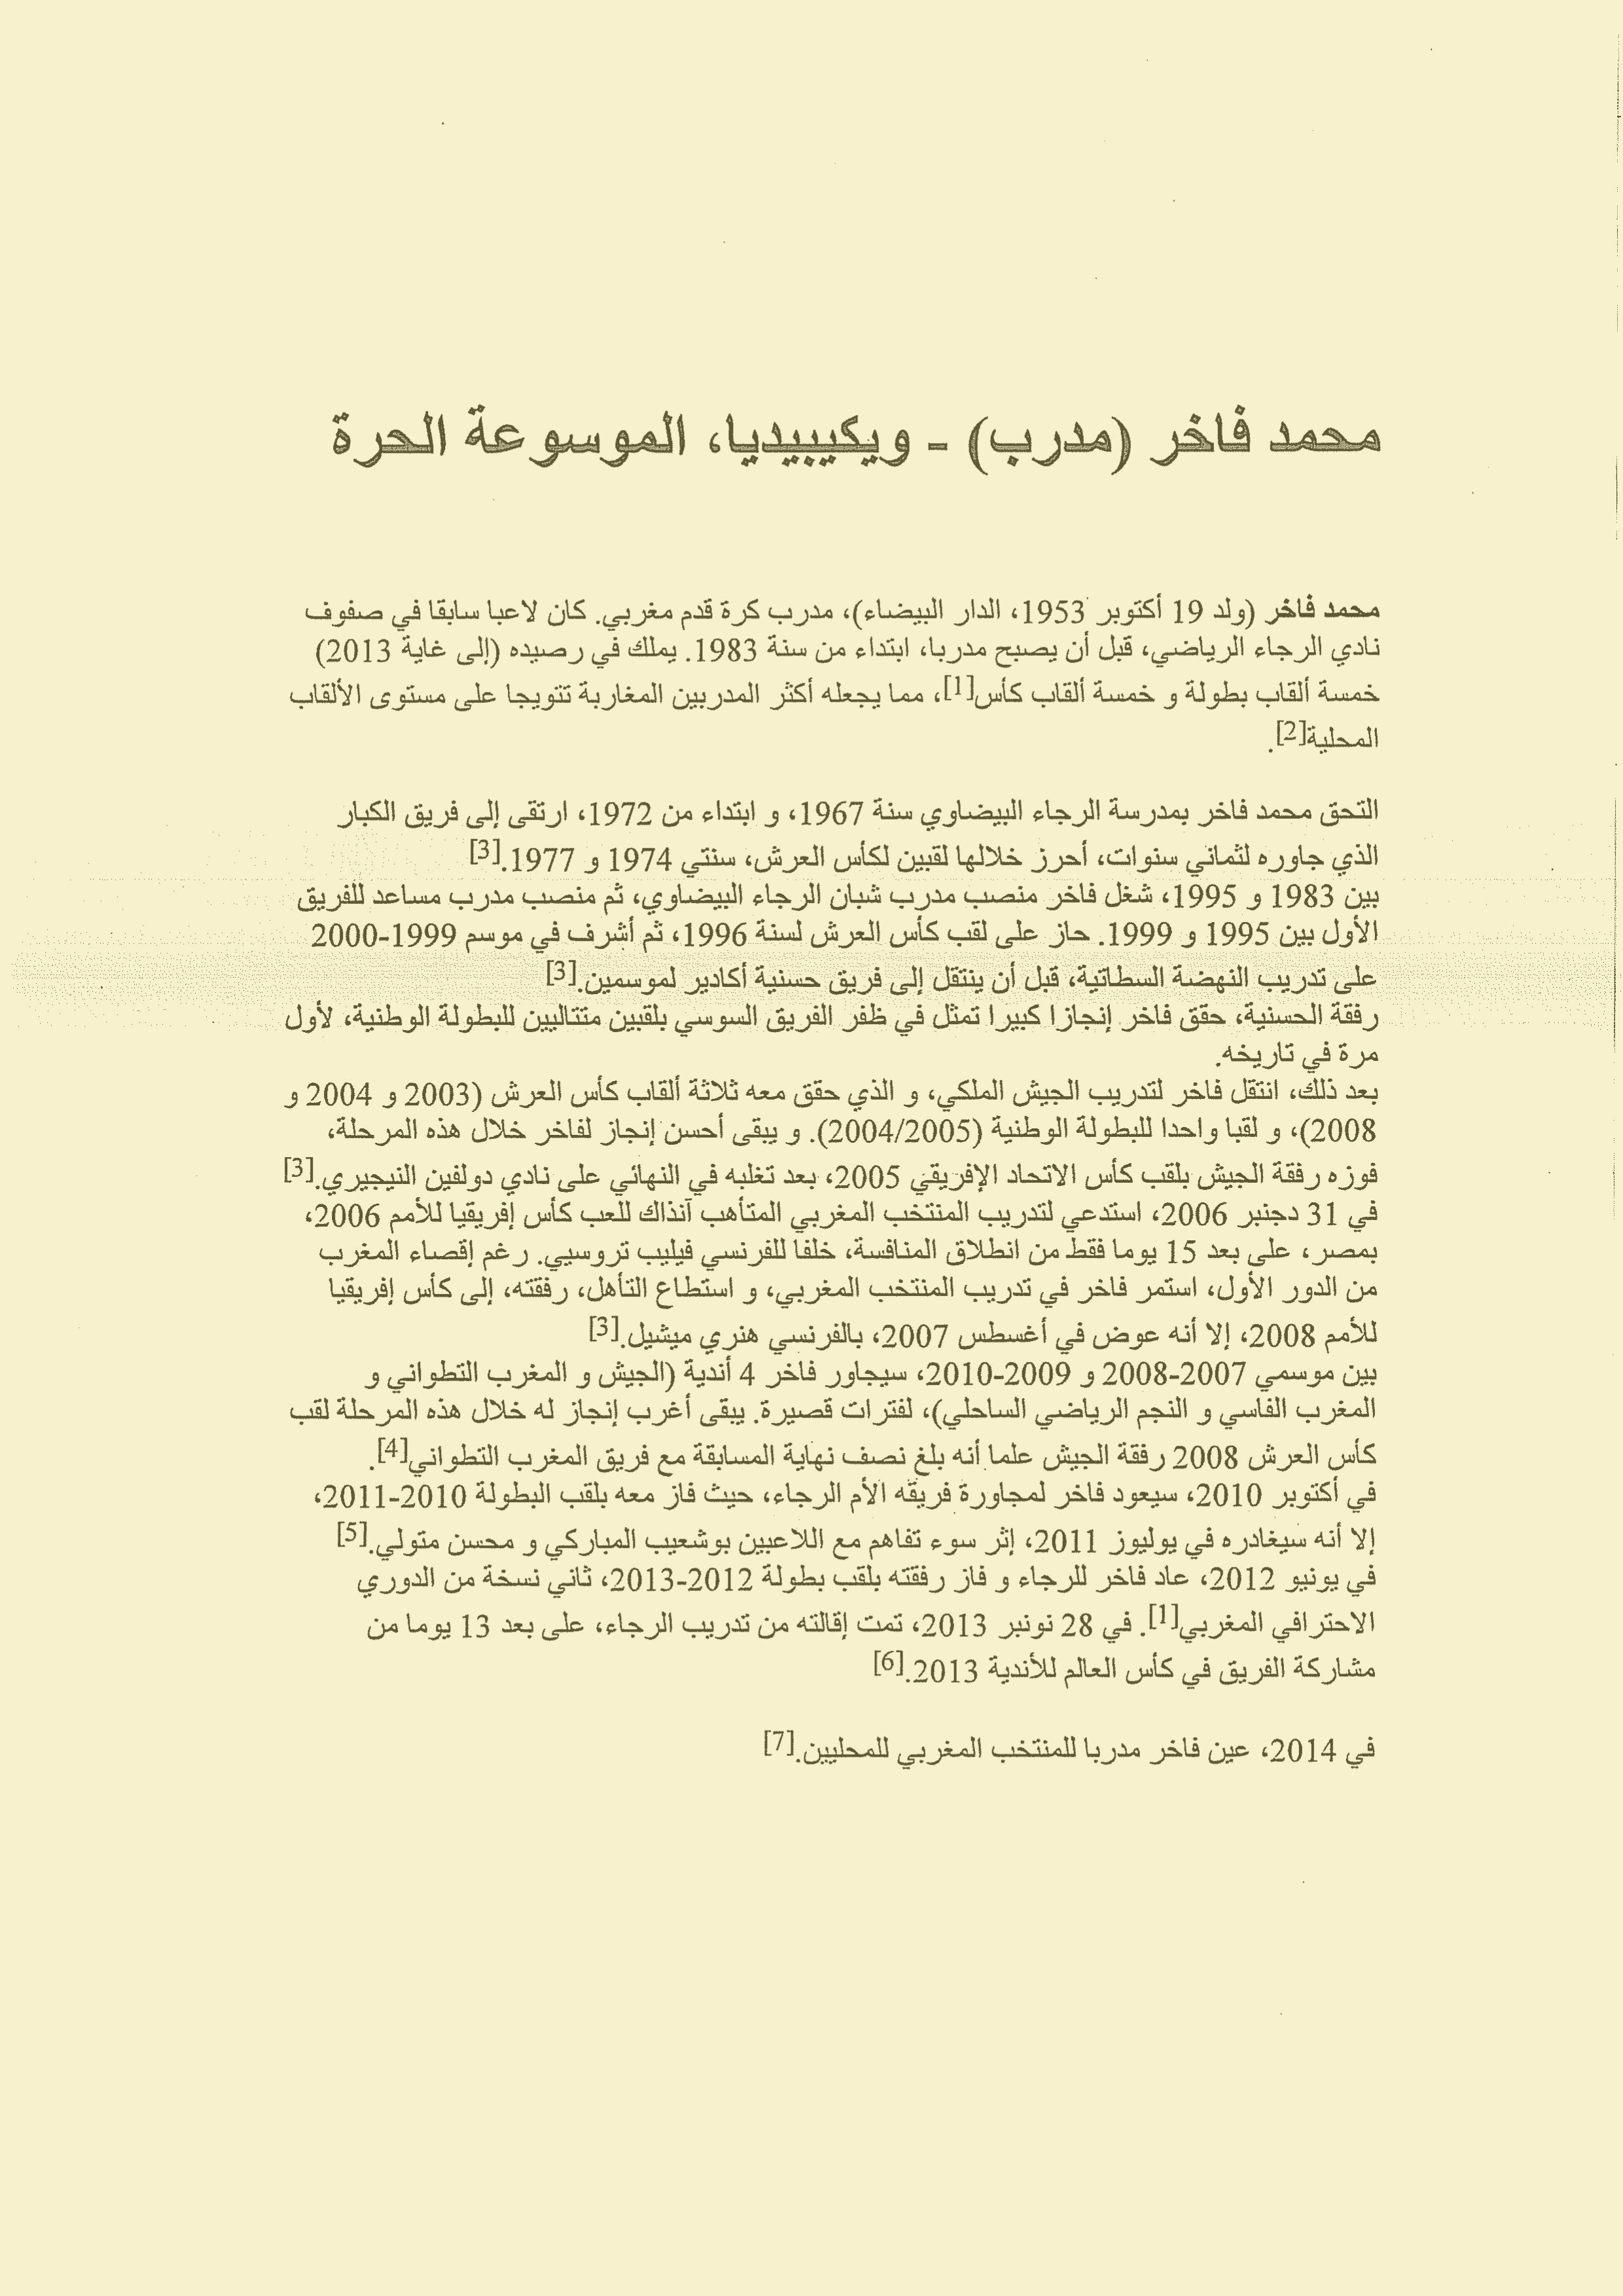 محمد فاخر (مدرب) - ويكيبيديا، الموسوعة الحرة
محمد فاخر (ولد 19 أكتوبر 1953، الدار البيضاء)، مدرب كرة قدم مغربي. كان لاعبا سابقا في صفوف
نادي الرجاء الرياضي، قبل أن يصبح مدربا، ابتداء من سنة 1983. يملك في رصيده (إلى غاية 2013)
خمسة ألقاب بطولة و خمسة ألقاب كأس[1]، مما يجعله أكثر المدربين المغاربة تتويجا على مستوى الألقاب
المحلية[2].
التحق محمد فاخر بمدرسة الرجاء البيضاوي سنة 1967، و ابتداء من 1972، ارتقى إلى فريق الكبار
الذي جاوره لثماني سنوات، أحرز خلالها لقبين لكأس العرش، سنتي 1974 و 1977.[3]
بين 1983 و 1995، شغل فاخر منصب مدرب شبان الرجاء البيضاوي، ثم منصب مدرب مساعد للفريق
الأول بين 1995 و 1999. حاز على لقب كأس العرش لسنة 1996، ثم أشرف في موسم 1999-2000
على تدريب النهضة السطاتية، قبل أن ينتقل إلى فريق حسنية أكادير لموسمين.[3]
رفقة الحسنية، حقق فاخر إنجازا كبيرا تمثل في ظفر الفريق السوسي بلقبين متتاليين للبطولة الوطنية، لأول
مرة في تاريخه.
بعد ذلك، انتقل فاخر لتدريب الجيش الملكي، و الذي حقق معه ثلاثة ألقاب كأس العرش (2003 و 2004 و
2008)، و لقبا واحدا للبطولة الوطنية (2004/2005). و يبقى أحسن إنجاز لفاخر خلال هذه المرحلة،
فوزه رفقة الجيش بلقب كأس الاتحاد الإفريقي 2005، بعد تغلبه في النهائي على نادي دولفين النيجيري.[3]
في 31 دجنبر 2006، استدعي لتدريب المنتخب المغربي المتأهب آنذاك للعب كأس إفريقيا للأمم 2006،
بمصر، على بعد 15 يوما فقط من انطلاق المنافسة، خلفا للفرنسي فيليب تروسيي. رغم إقصاء المغرب
من الدور الأول، استمر فاخر في تدريب المنتخب المغربي، و استطاع التأهل، رفقته، إلى كأس إفريقيا
للأمم 2008، إلا أنه عوض في أغسطس 2007، بالفرنسي هنري ميشيل.[3]
بين موسمي 2007-2008 و 2009-2010، سيجاور فاخر 4 أندية (الجيش و المغرب التطواني و
المغرب الفاسي و النجم الرياضي الساحلي)، لفترات قصيرة. يبقى أغرب إنجاز له خلال هذه المرحلة لقب
كأس العرش 2008 رفقة الجيش علما أنه بلغ نصف نهاية المسابقة مع فريق المغرب التطواني[4].
في أكتوبر 2010، سيعود فاخر لمجاورة فريقه الأم الرجاء، حيث فاز معه بلقب البطولة 2010-2011،
إلا أنه سيغادره في يوليوز 2011، إثر سوء تفاهم مع اللاعبين بوشعيب المباركي و محسن متولي.[5]
في يونيو 2012، عاد فاخر للرجاء و فاز رفقته بلقب بطولة 2012-2013، ثاني نسخة من الدوري
الاحترافي المغربي[1]. في 28 نونبر 2013، تمت إقالته من تدريب الرجاء، على بعد 13 يوما من
مشاركة الفريق في كأس العالم للأندية 2013.[6]
في 2014، عين فاخر مدربا للمنتخب المغربي للمحليين.[7]